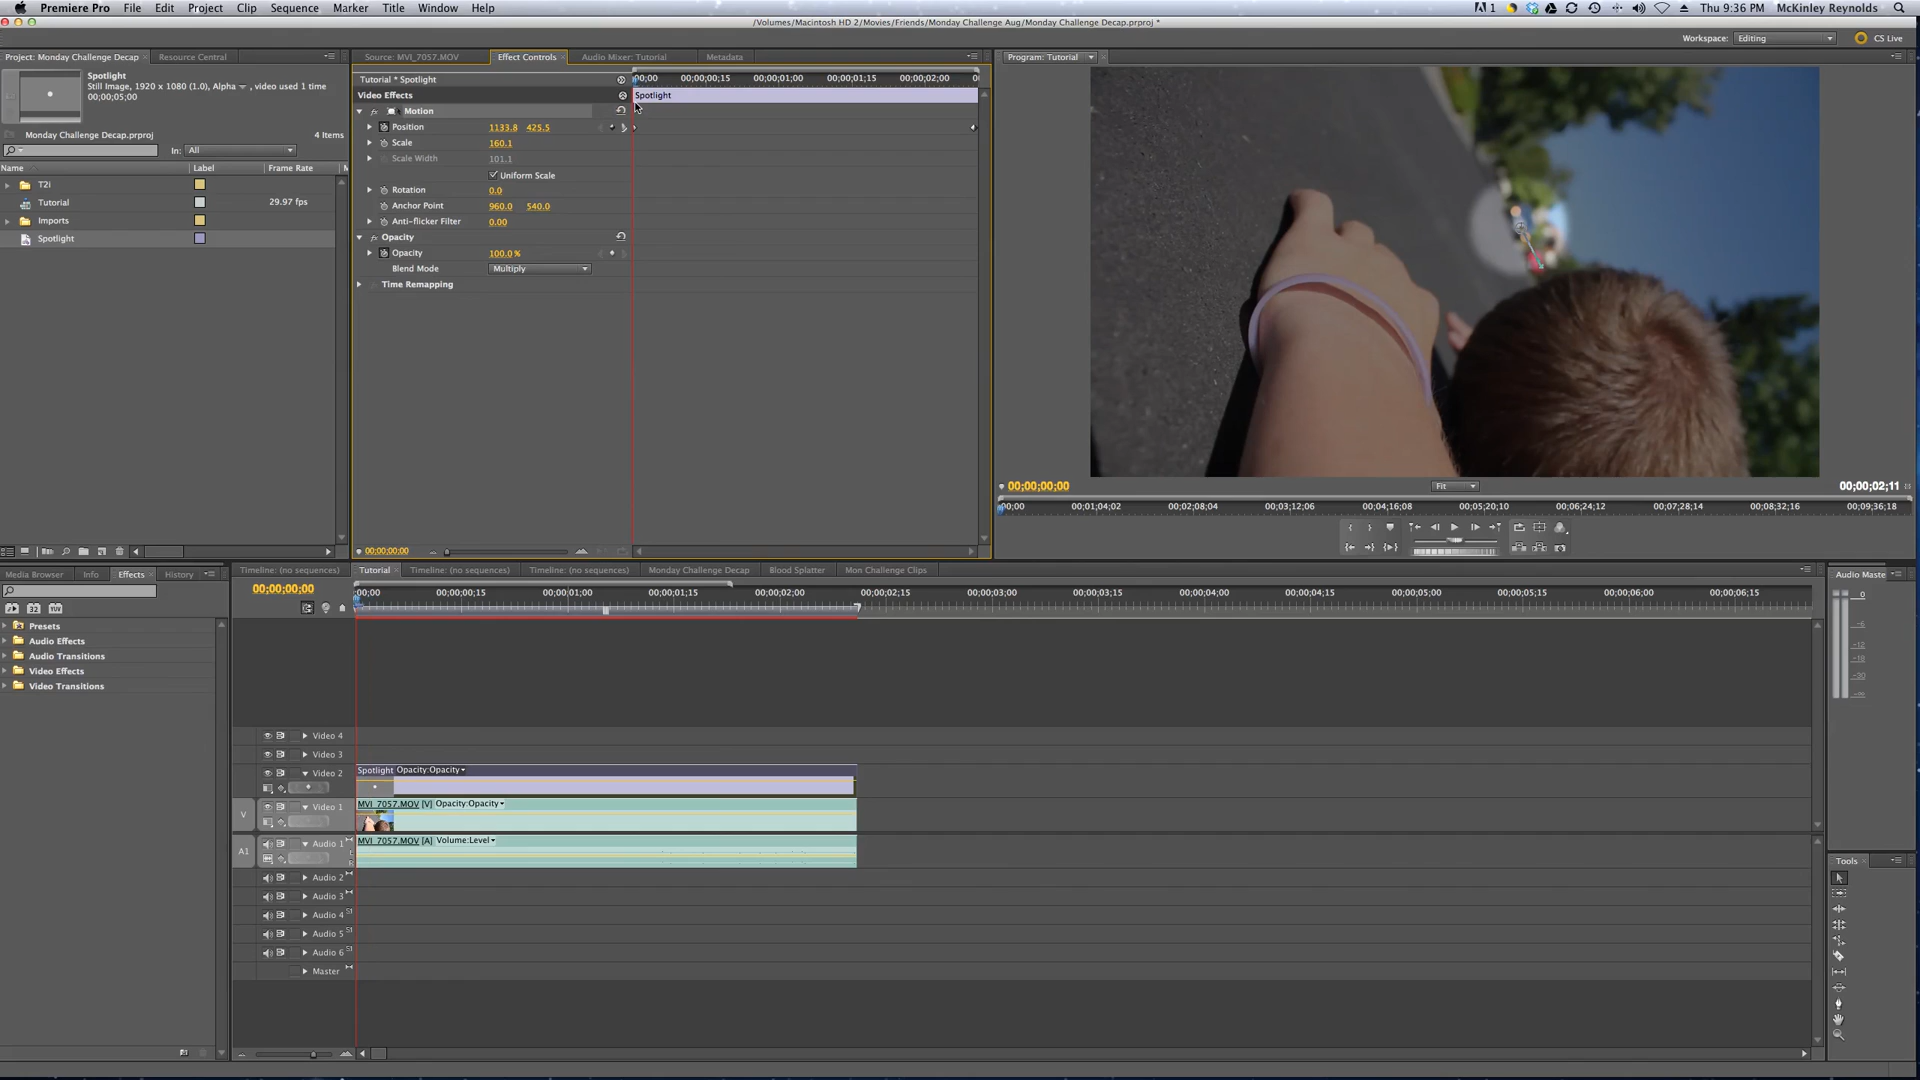 Premiere Pro File Edit Project Clip Sequence Marker Title Window Help
1 Thu 9:36 PM McKinley Reynolds
/Volumes/Macintosh HD 2/Movies/Friends/Monday Challenge Aug/Monday Challenge Decap.prproj *
Workspace: Editing CS Live
Project: Monday Challenge Decap Resource Central
Source: MVI_7057.MOV Effect Controls Audio Mixer: Tutorial Metadata
Program: Tutorial
Spotlight
Still Image, 1920 x 1080 (1.0), Alpha , video used 1 time
00;00;05;00
Monday Challenge Decap.prproj 4 Items
In: All
Name Label Frame Rate
T2i
Tutorial 29.97 fps
Imports
Spotlight
Tutorial * Spotlight
00;00 00;00;00;15 00;00;01;00 00;00;01;15 00;00;02;00
Video Effects
Spotlight
Motion
Position 1133.8 425.5
Scale 160.1
Scale Width 101.1
Uniform Scale
Rotation 0.0
Anchor Point 960.0 540.0
Anti-flicker Filter 0.00
Opacity
Opacity 100.0 %
Blend Mode Multiply
Time Remapping
00;00;00;00
00;00;00;00 Fit 00;00;02;11
00;00 00;01;04;02 00;02;08;04 00;03;12;06 00;04;16;08 00;05;20;10 00;06;24;12 00;07;28;14 00;08;32;16 00;09;36;18
Media Browser Info Effects History
Presets
Audio Effects
Audio Transitions
Video Effects
Video Transitions
Timeline: (no sequences) Tutorial Timeline: (no sequences) Timeline: (no sequences) Monday Challenge Decap Blood Splatter Mon Challenge Clips
00;00;00;00
00;00 00;00;00;15 00;00;01;00 00;00;01;15 00;00;02;00 00;00;02;15 00;00;03;00 00;00;03;15 00;00;04;00 00;00;04;15 00;00;05;00 00;00;05;15 00;00;06;00 00;00;06;15
Video 4
Video 3
Video 2 Spotlight Opacity:Opacity
V Video 1 MVI_7057.MOV [V] Opacity:Opacity
A1 Audio 1 MVI_7057.MOV [A] Volume:Level
Audio 2
Audio 3
Audio 4
Audio 5
Audio 6
Master
Audio Maste
0
-6
-12
-18
-30
Tools